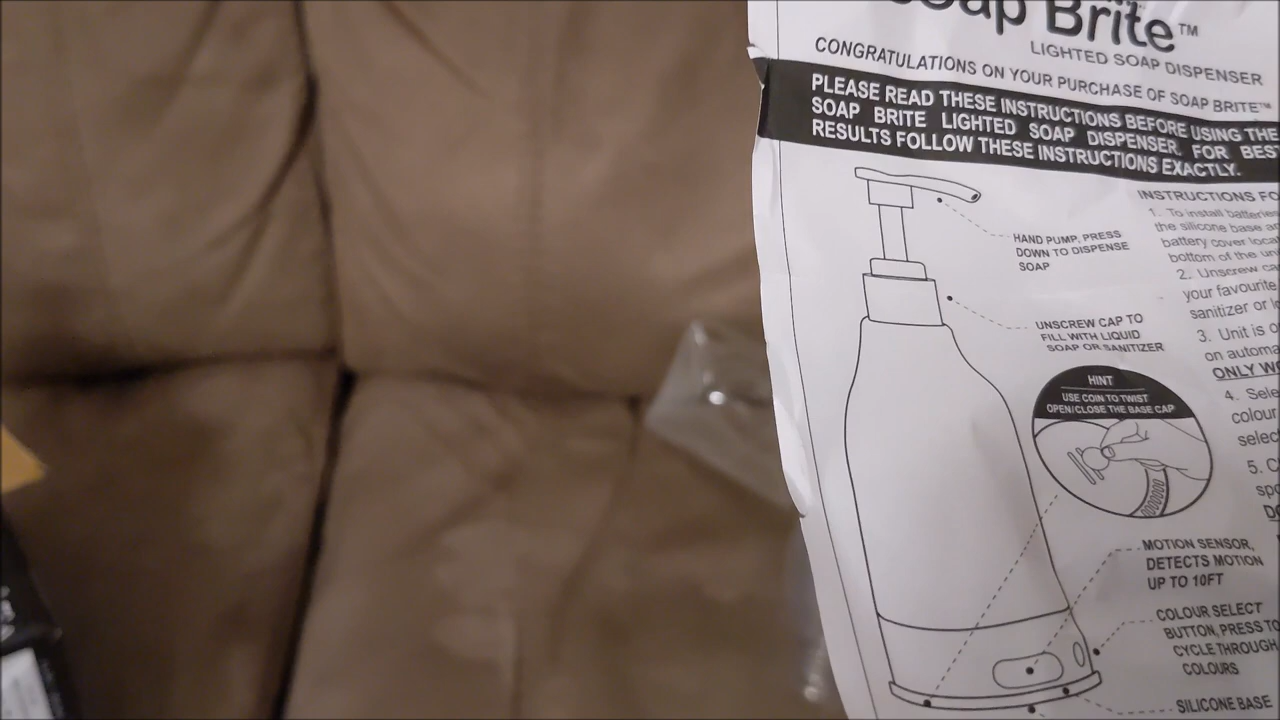 Soap Brite™
LIGHTED SOAP DISPENSER
CONGRATULATIONS ON YOUR PURCHASE OF SOAP BRITE™
PLEASE READ THESE INSTRUCTIONS BEFORE USING THE
SOAP BRITE LIGHTED SOAP DISPENSER. FOR BEST
RESULTS FOLLOW THESE INSTRUCTIONS EXACTLY.
HAND PUMP, PRESS
DOWN TO DISPENSE
SOAP
UNSCREW CAP TO
FILL WITH LIQUID
SOAP OR SANITIZER
HINT
USE COIN TO TWIST
OPEN/CLOSE THE BASE CAP
MOTION SENSOR,
DETECTS MOTION
UP TO 10FT
COLOUR SELECT
BUTTON, PRESS TO
CYCLE THROUGH
COLOURS
SILICONE BASE
INSTRUCTIONS FO
1. To install batteries
the silicone base an
battery cover loca
bottom of the un
2. Unscrew ca
your favourite
sanitizer or lo
3. Unit is o
on automa
ONLY WO
4. Sele
colour
selec
5. C
spo
DO